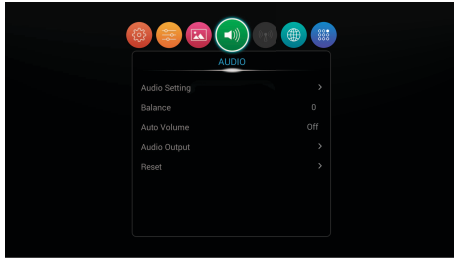 AUDIO
Audio Setting >
Balance 0
Auto Volume Off
Audio Output >
Reset >